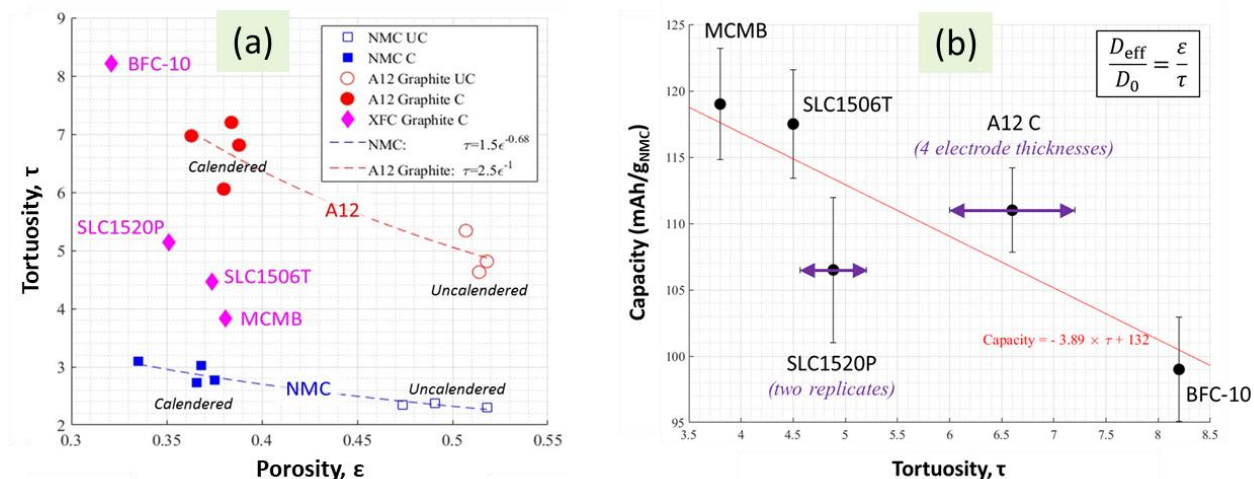 (a)
9
8
7
6
5
4
3
2
Tortuosity, τ
0.3
0.35
0.4
0.45
0.5
0.55
Porosity, ε
BFC-10
NMC UC
NMC C
A12 Graphite UC
A12 Graphite C
XFC Graphite C
NMC: τ=1.5ϵ^-0.68
A12 Graphite: τ=2.5ϵ^-1
Calendered
A12
SLC1520P
SLC1506T
MCMB
Uncalendered
NMC
Uncalendered
Calendered
(b)
125
120
115
110
105
100
95
Capacity (mAh/g_NMC)
3.5
4
4.5
5
5.5
6
6.5
7
7.5
8
8.5
Tortuosity, τ
D_eff/D_0 = ε/τ
MCMB
SLC1506T
A12 C
(4 electrode thicknesses)
SLC1520P
(two replicates)
Capacity = - 3.89 × τ + 132
BFC-10